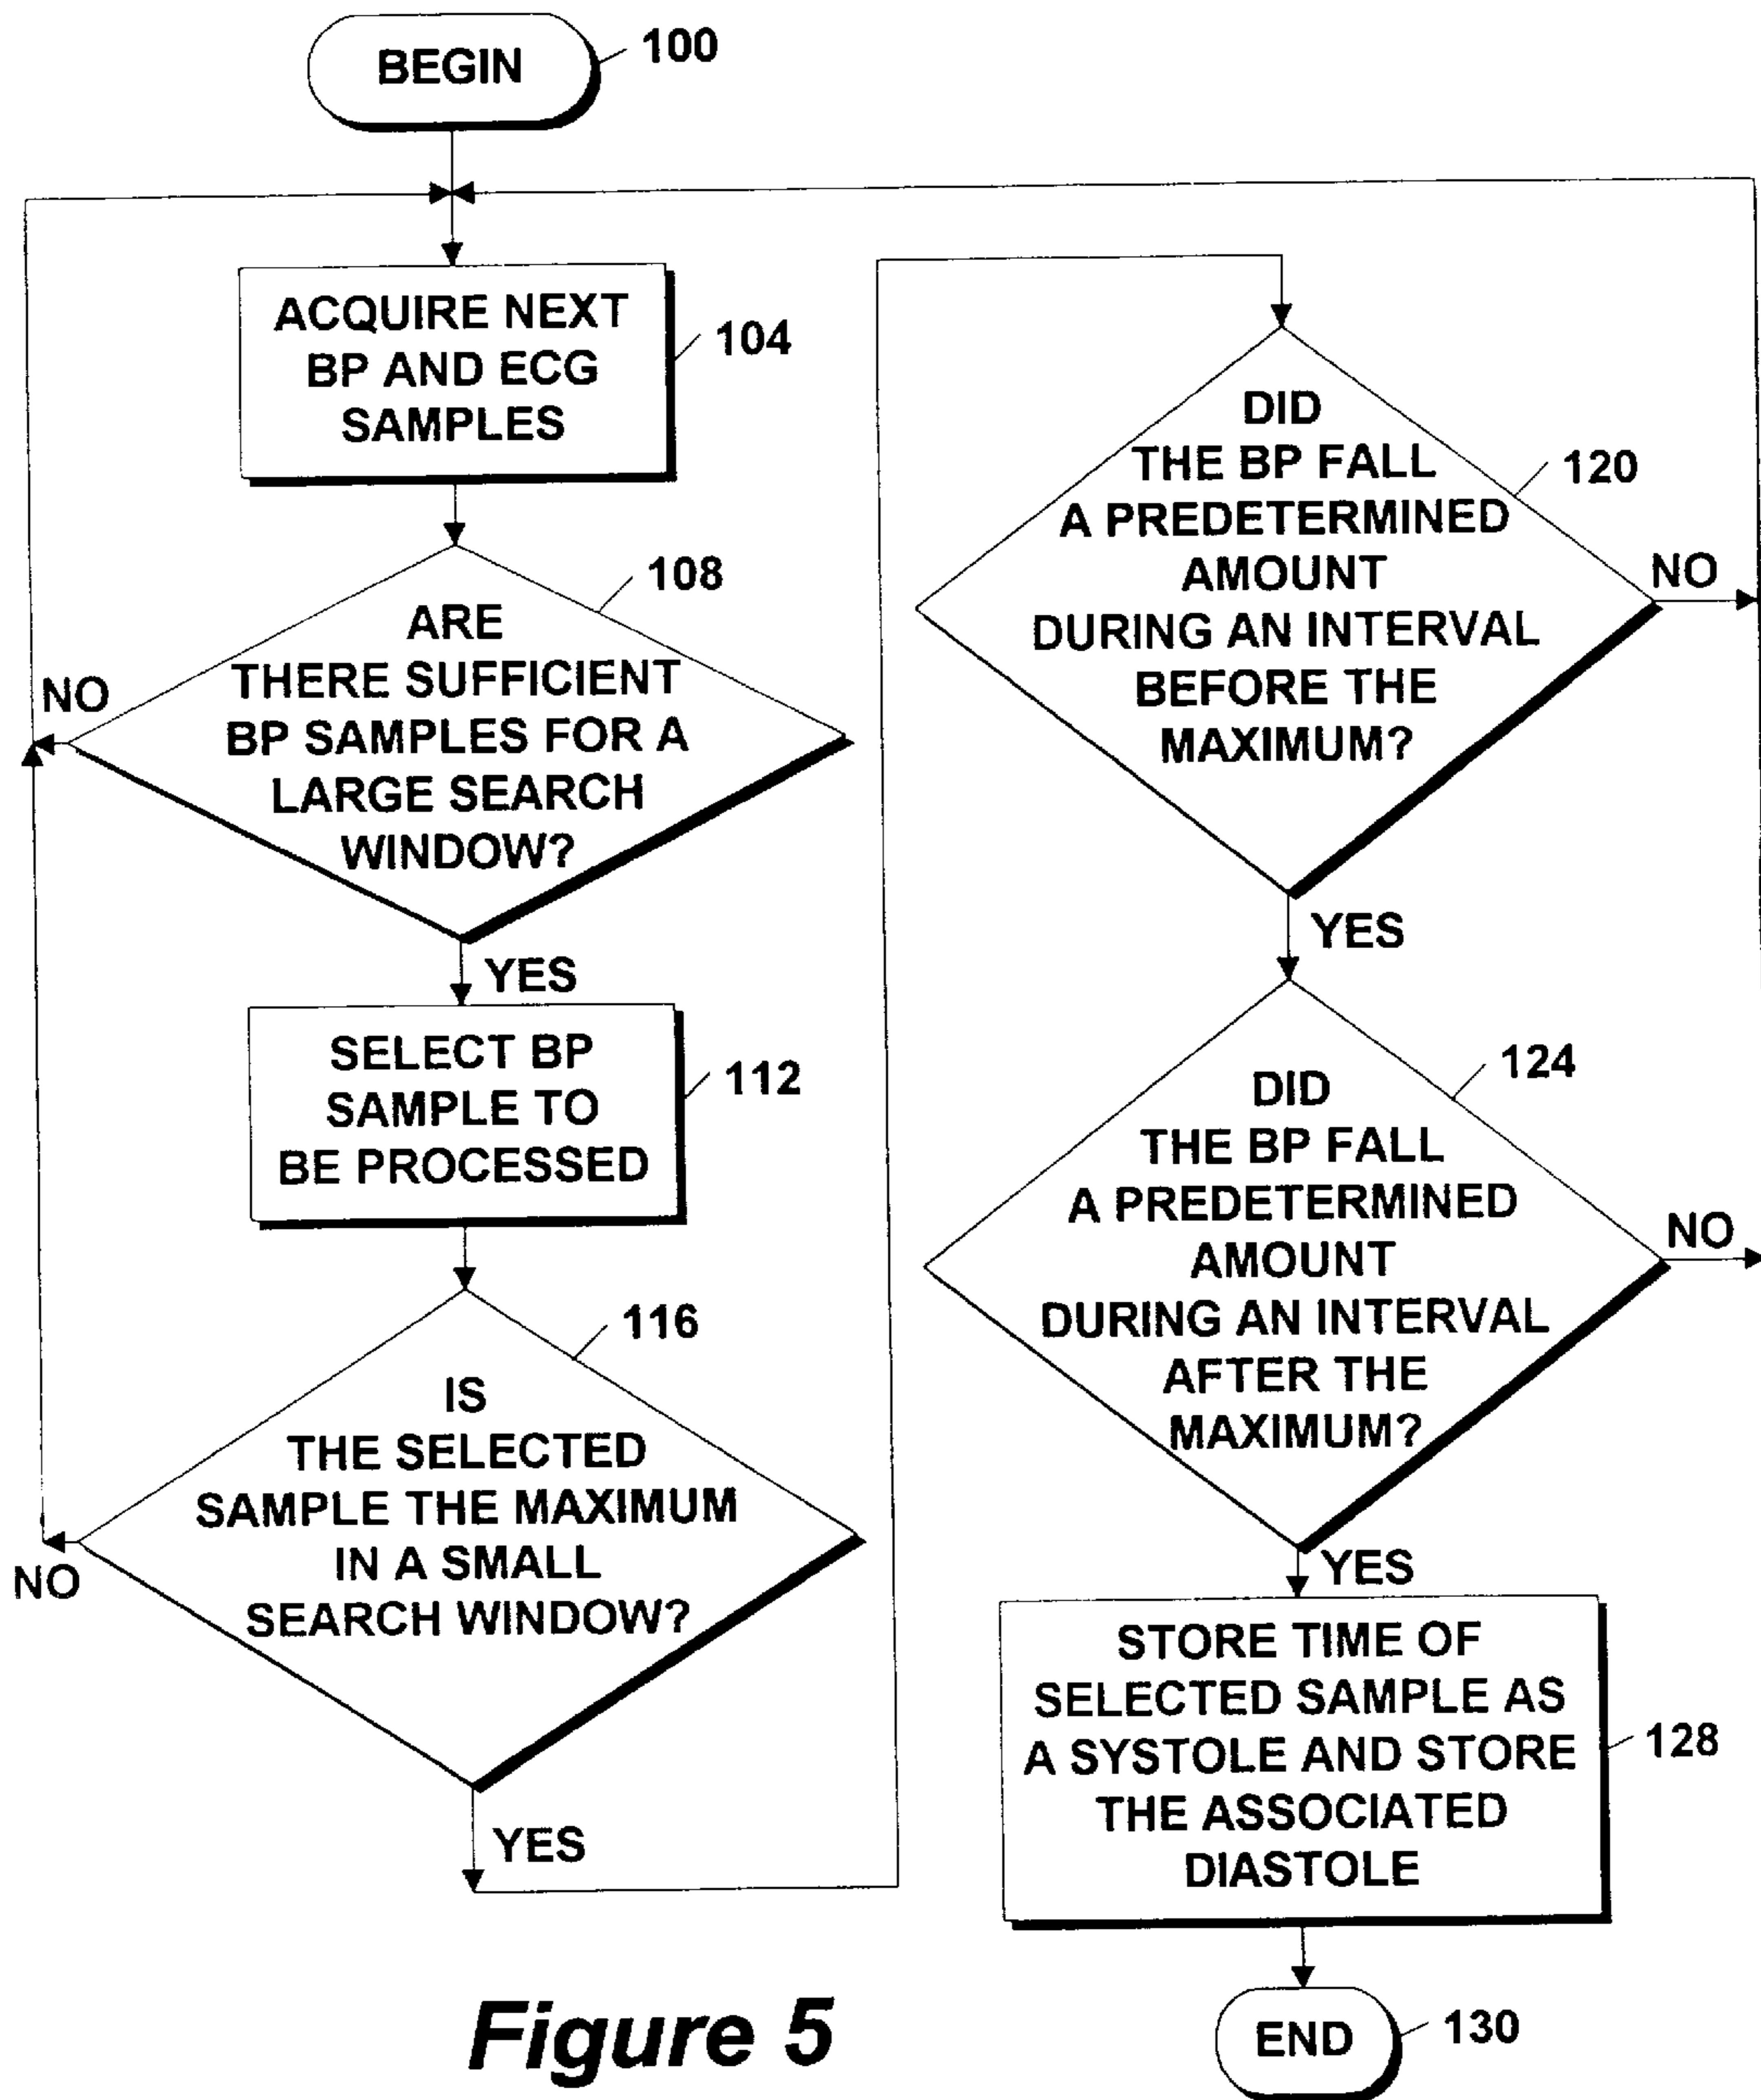 BEGIN
100
ACQUIRE NEXT
BP AND ECG
SAMPLES
104
ARE
THERE SUFFICIENT
BP SAMPLES FOR A
LARGE SEARCH
WINDOW?
108
NO
YES
SELECT BP
SAMPLE TO
BE PROCESSED
112
IS
THE SELECTED
SAMPLE THE MAXIMUM
IN A SMALL
SEARCH WINDOW?
116
NO
YES
DID
THE BP FALL
A PREDETERMINED
AMOUNT
DURING AN INTERVAL
BEFORE THE
MAXIMUM?
120
NO
YES
DID
THE BP FALL
A PREDETERMINED
AMOUNT
DURING AN INTERVAL
AFTER THE
MAXIMUM?
124
NO
YES
STORE TIME OF
SELECTED SAMPLE AS
A SYSTOLE AND STORE
THE ASSOCIATED
DIASTOLE
128
END
130
Figure 5